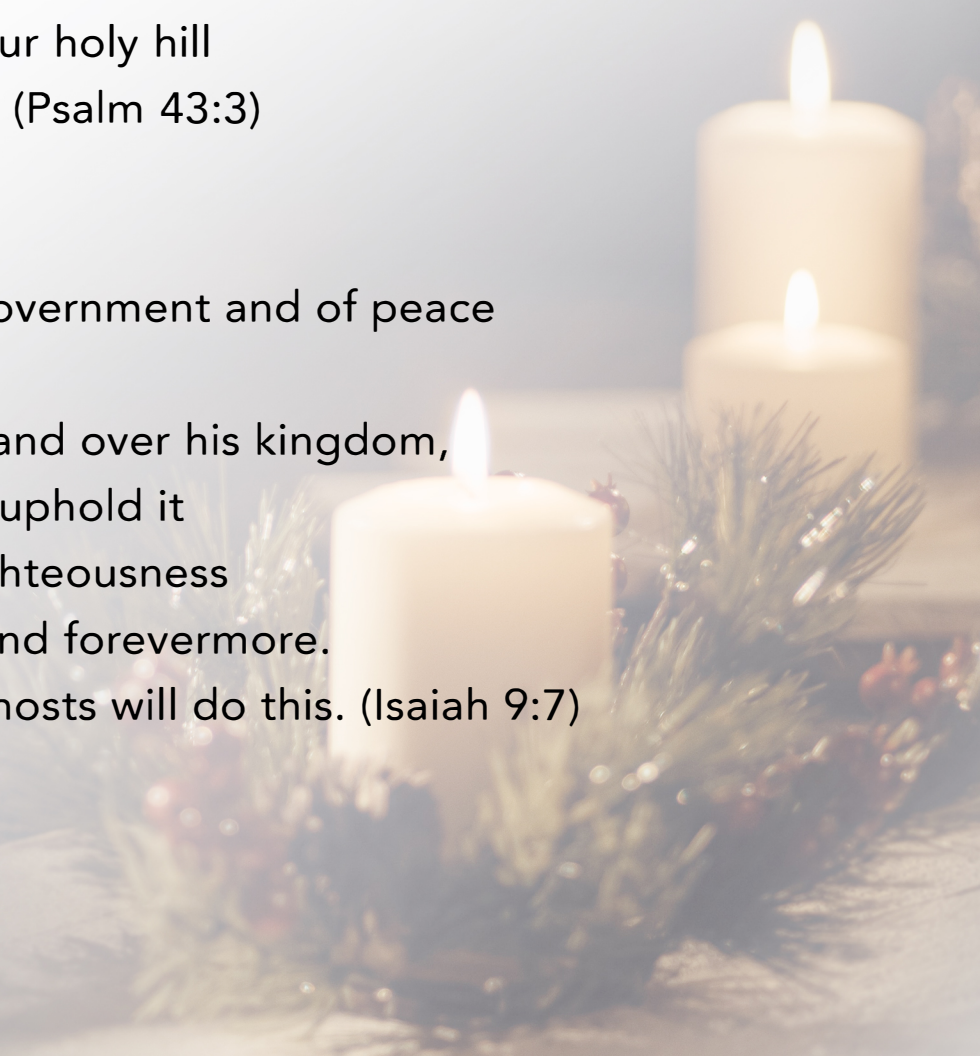 ur holy hill
(Psalm 43:3)
overnment and of peace
and over his kingdom,
uphold it
hteousness
nd forevermore.
hosts will do this. (Isaiah 9:7)